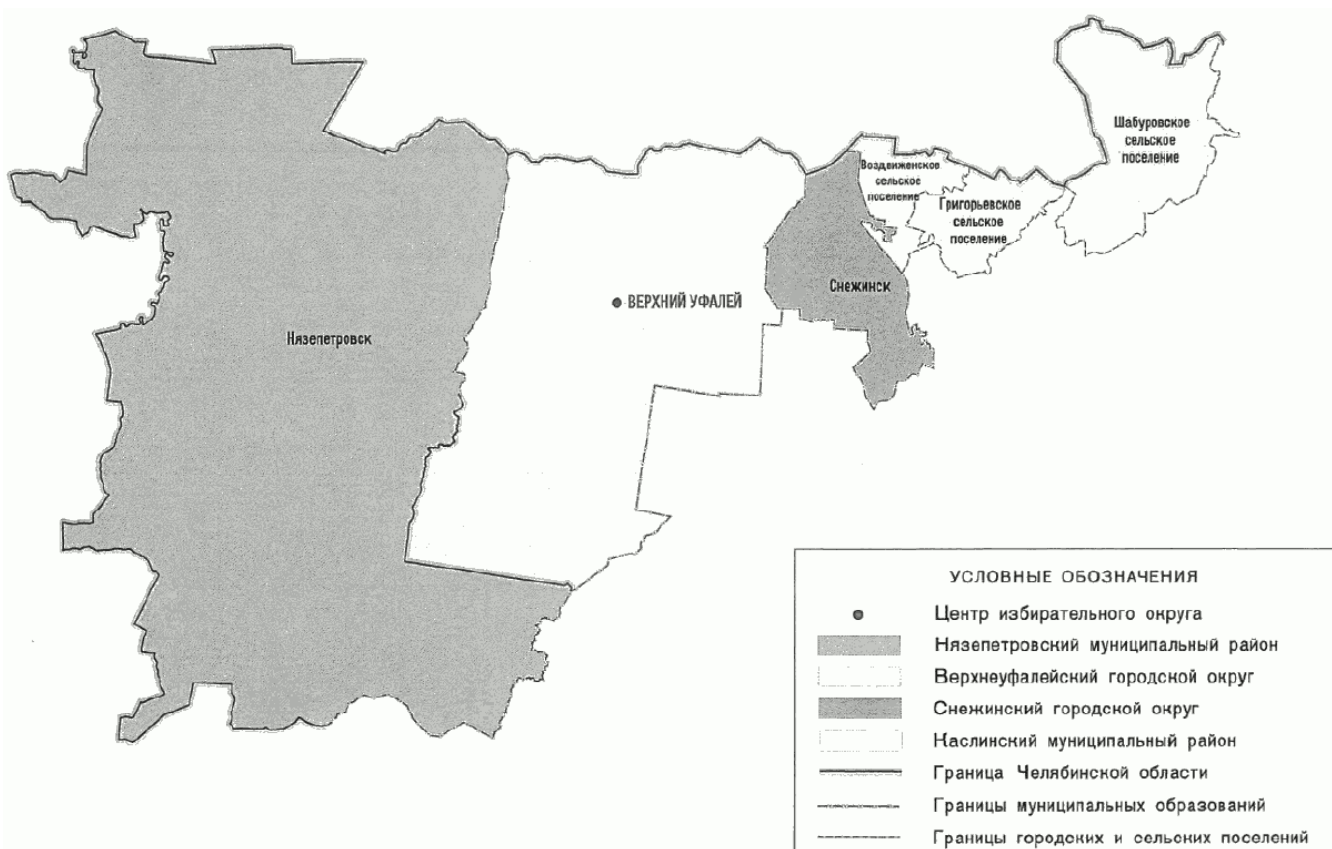 Шабуровское
сельское
поселение
Воздвиженское
сельское
поселение
Григорьевское
сельское
поселение
Снежинск
ВЕРХНИЙ УФАЛЕЙ
Нязепетровск
УСЛОВНЫЕ ОБОЗНАЧЕНИЯ
Центр избирательного округа
Нязепетровский муниципальный район
Верхнеуфалейский городской округ
Снежинский городской округ
Каслинский муниципальный район
Граница Челябинской области
Границы муниципальных образований
Границы городских и сельских поселений